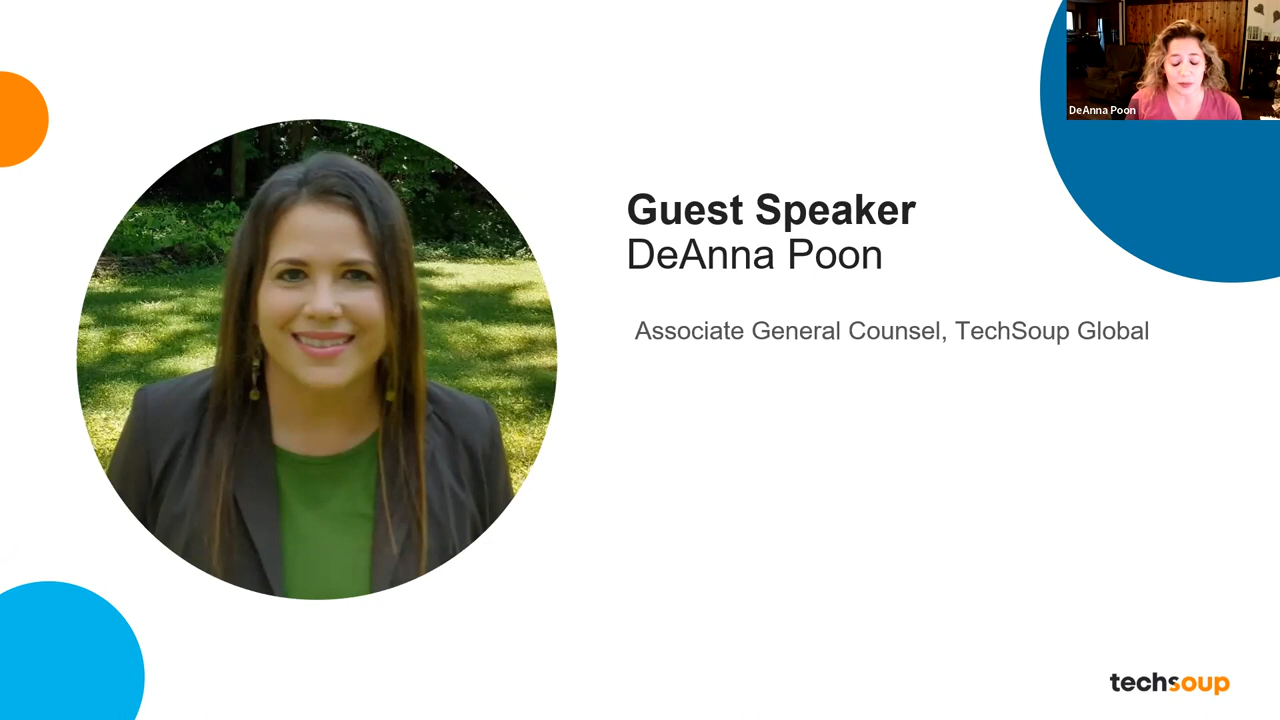 DeAnna Poon
Guest Speaker
DeAnna Poon
Associate General Counsel, TechSoup Global
techsoup